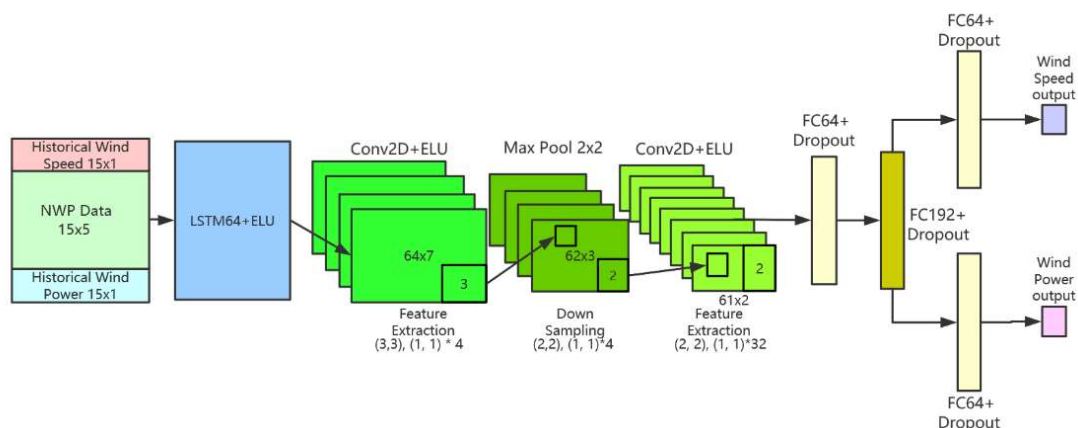 Historical Wind
Speed 15x1
NWP Data
15x5
Historical Wind
Power 15x1
LSTM64+ELU
Conv2D+ELU
64x7
3
Feature
Extraction
(3,3), (1, 1) * 4
Max Pool 2x2
62x3
2
Down
Sampling
(2,2), (1, 1)*4
Conv2D+ELU
2
61x2
Feature
Extraction
(2, 2), (1, 1)*32
FC64+
Dropout
FC192+
Dropout
FC64+
Dropout
Wind
Speed
output
Wind
Power
output
FC64+
Dropout